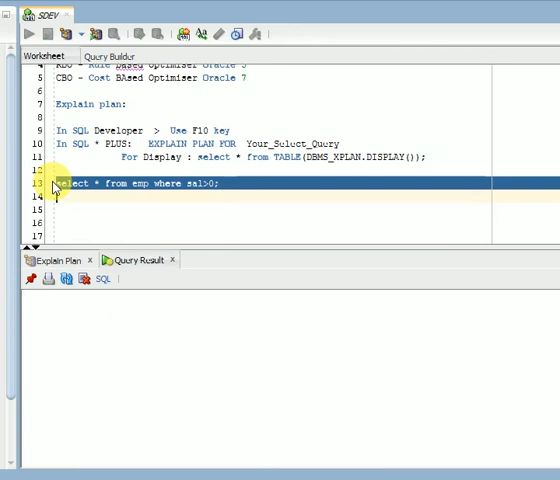 SDEV
Worksheet Query Builder
4 RBO - Rule Based Optimiser Oracle 5
5 CBO - Cost BAsed Optimiser Oracle 7
6
7 Explain plan:
8
9 In SQL Developer > Use F10 key
10 In SQL * PLUS: EXPLAIN PLAN FOR Your_Select_Query
11 For Display : select * from TABLE(DBMS_XPLAN.DISPLAY());
12
13 select * from emp where sal>0;
14
15
16
17
Explain Plan Query Result
SQL